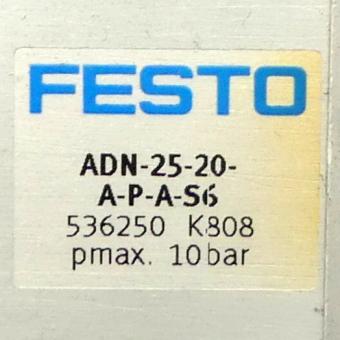 FESTO
ADN-25-20-
A-P-A-S6
536250 K808
pmax. 10bar